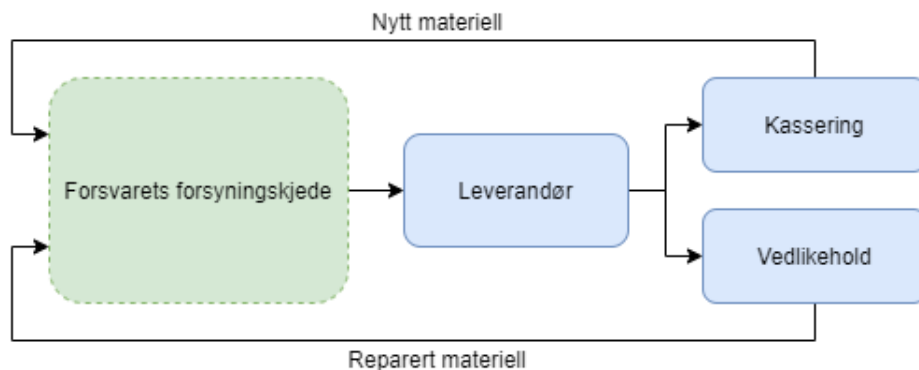 Nytt materiell
Kassering
Forsvarets forsyningskjede
Leverandør
Vedlikehold
Reparert materiell